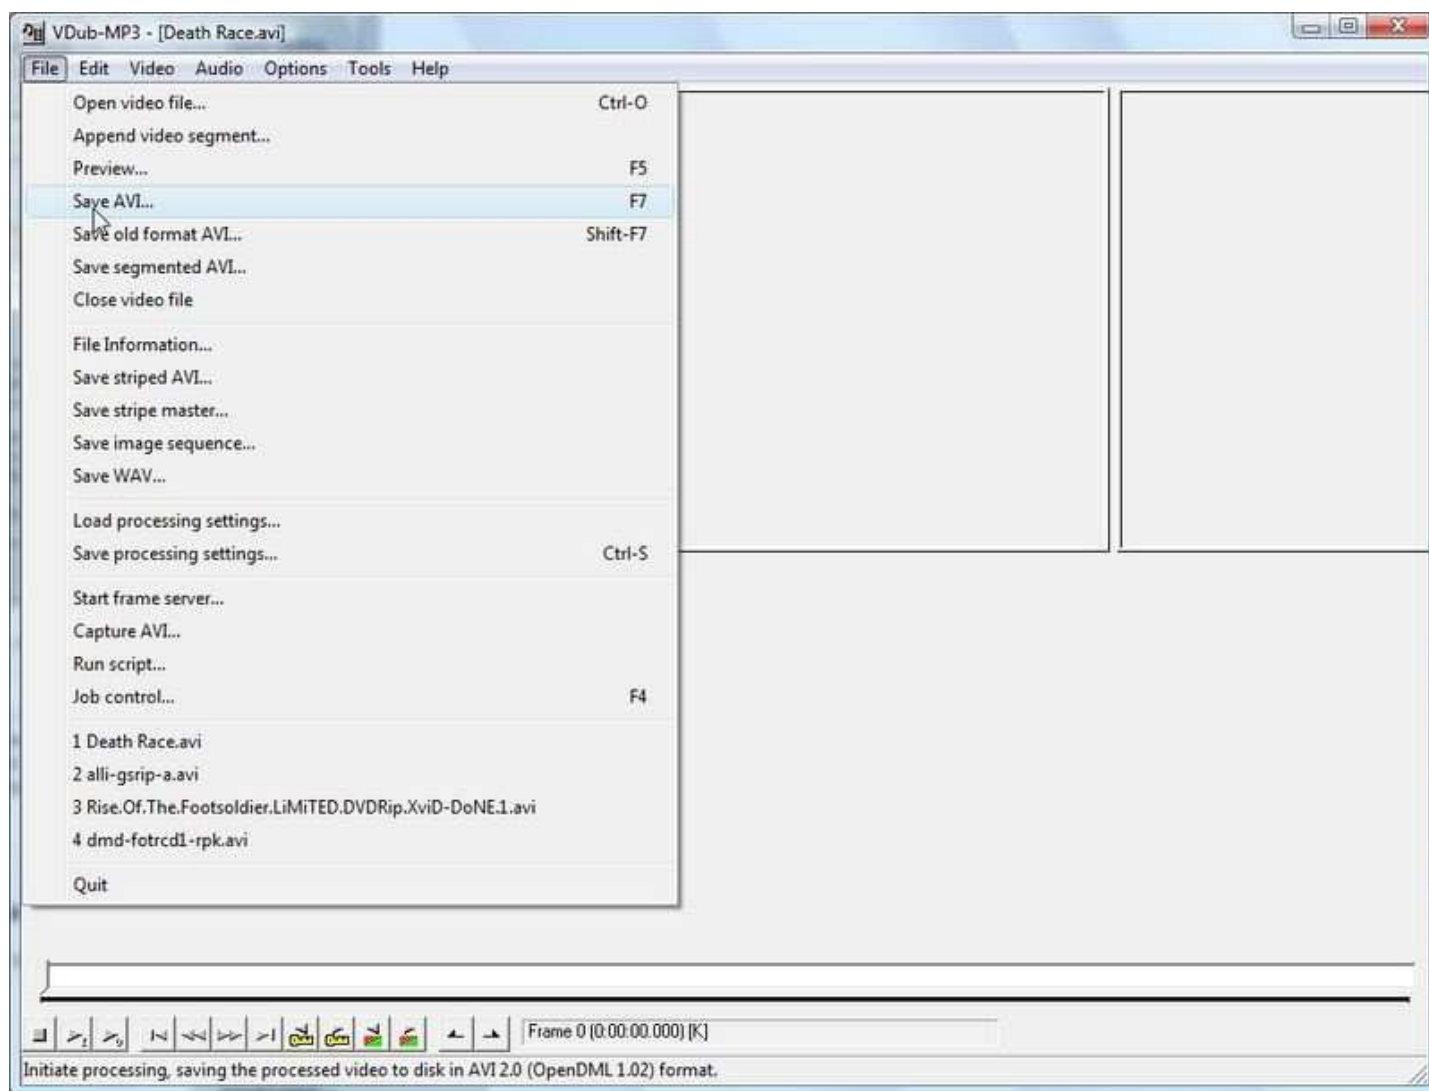 VDub-MP3 - [Death Race.avi]
File Edit Video Audio Options Tools Help
Open video file... Ctrl-O
Append video segment...
Preview... F5
Save AVI... F7
Save old format AVI... Shift-F7
Save segmented AVI...
Close video file
File Information...
Save striped AVI...
Save stripe master...
Save image sequence...
Save WAV...
Load processing settings...
Save processing settings... Ctrl-S
Start frame server...
Capture AVI...
Run script...
Job control... F4
1 Death Race.avi
2 alli-gsrip-a.avi
3 Rise.Of.The.Footsoldier.LiMiTED.DVDRip.XviD-DoNE.1.avi
4 dmd-fotrcd1-rpk.avi
Quit
Frame 0 (0:00:00.000) [K]
Initiate processing, saving the processed video to disk in AVI 2.0 (OpenDML 1.02) format.